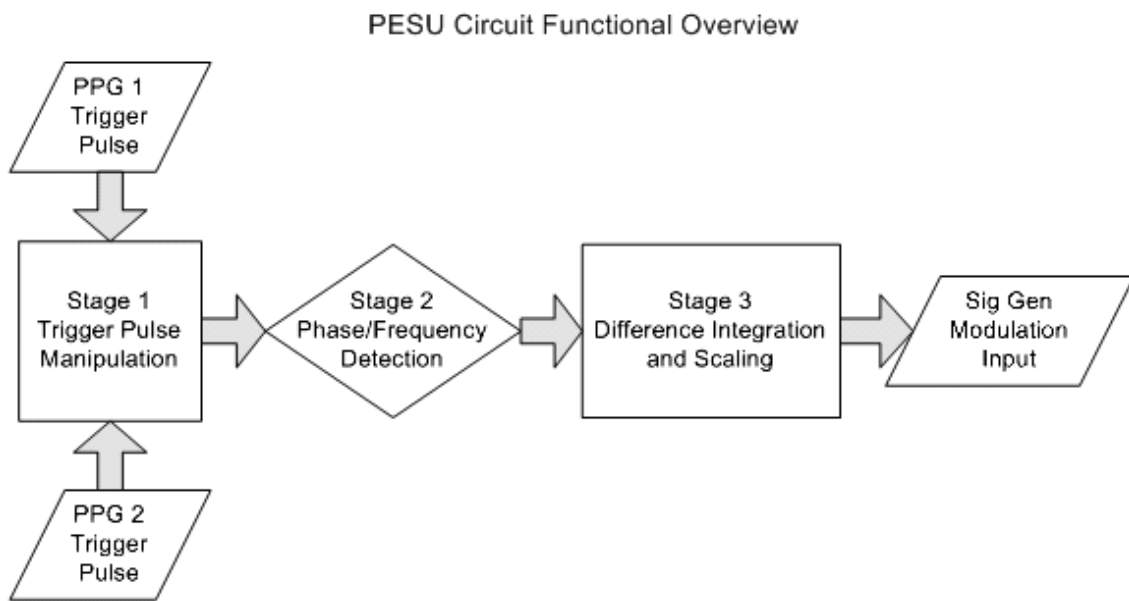 PESU Circuit Functional Overview
PPG 1
Trigger
Pulse
Stage 1
Trigger Pulse
Manipulation
Stage 2
Phase/Frequency
Detection
Stage 3
Difference Integration
and Scaling
Sig Gen
Modulation
Input
PPG 2
Trigger
Pulse